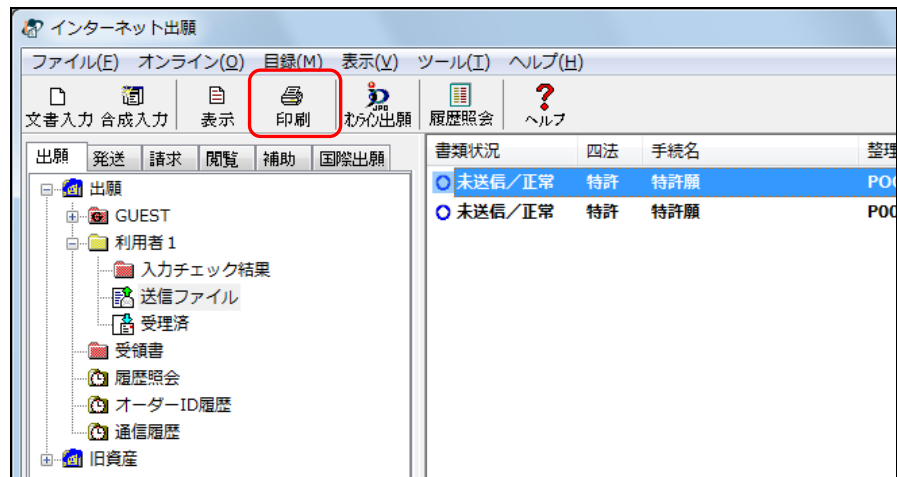 インターネット出願
ファイル(F) オンライン(O) 目録(M) 表示(V) ツール(T) ヘルプ(H)
文書入力 合成入力 表示 印刷 オンライン出願 履歴照会 ヘルプ
出願 発送 請求 閲覧 補助 国際出願
書類状況 四法 手続名 整理
出願
未送信/正常 特許 特許願 P00
GUEST
未送信/正常 特許 特許願 P00
利用者1
入力チェック結果
送信ファイル
受理済
受領書
履歴照会
オーダーID履歴
通信履歴
旧資産